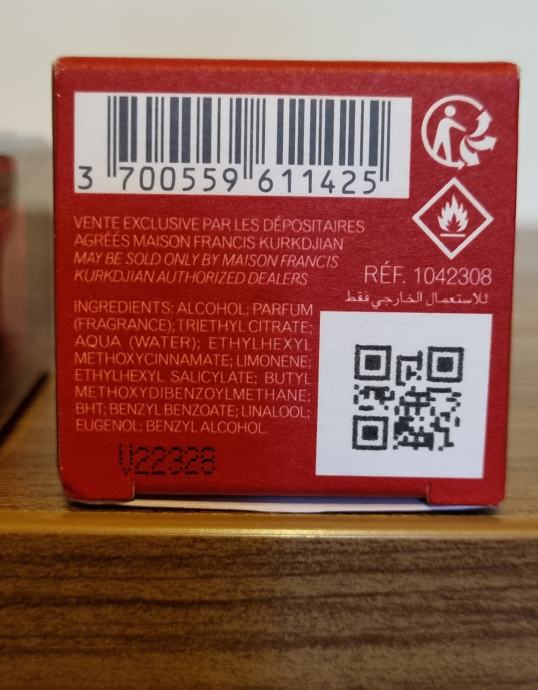 3 700559 611425
VENTE EXCLUSIVE PAR LES DÉPOSITAIRES
AGRÉÉS MAISON FRANCIS KURKDJIAN
MAY BE SOLD ONLY BY MAISON FRANCIS
KURKDJIAN AUTHORIZED DEALERS
RÉF. 1042308
للاستعمال الخارجي فقط
INGREDIENTS: ALCOHOL; PARFUM
(FRAGRANCE); TRIETHYL CITRATE;
AQUA (WATER); ETHYLHEXYL
METHOXYCINNAMATE; LIMONENE;
ETHYLHEXYL SALICYLATE; BUTYL
METHOXYDIBENZOYLMETHANE;
BHT; BENZYL BENZOATE; LINALOOL;
EUGENOL; BENZYL ALCOHOL.
V22328